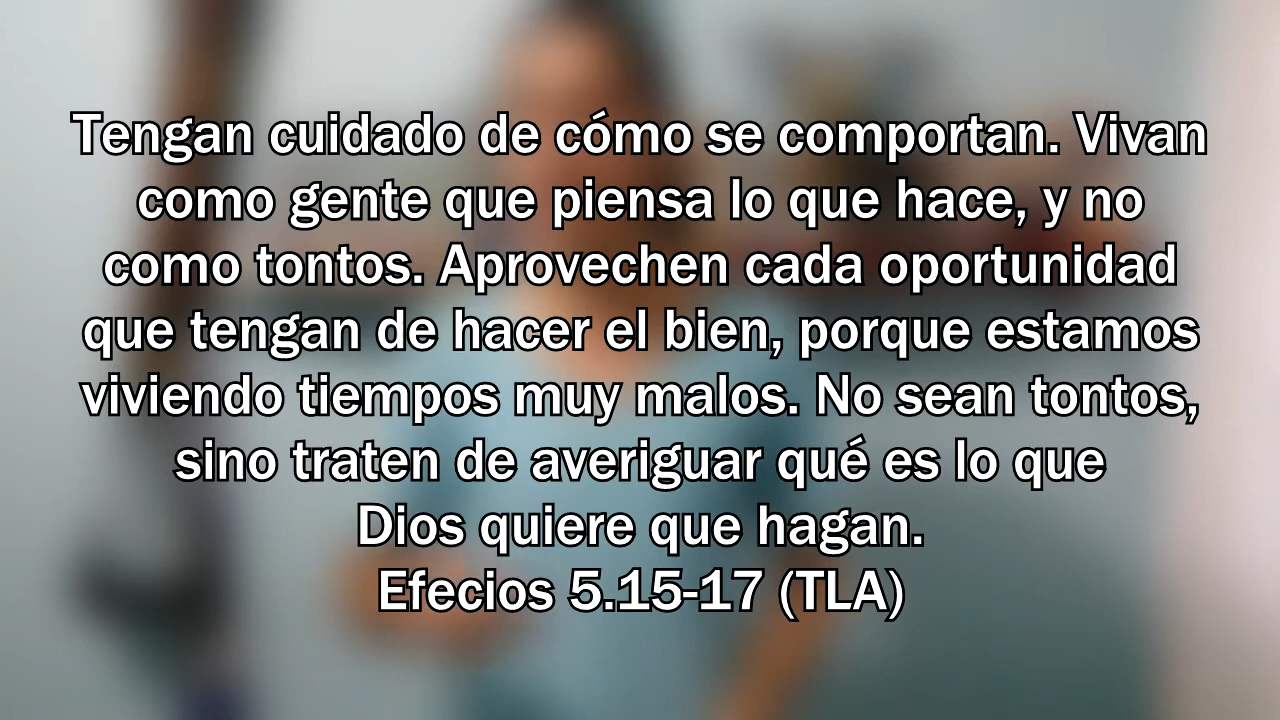 Tengan cuidado de cómo se comportan. Vivan
como gente que piensa lo que hace, y no
como tontos. Aprovechen cada oportunidad
que tengan de hacer el bien, porque estamos
viviendo tiempos muy malos. No sean tontos,
sino traten de averiguar qué es lo que
Dios quiere que hagan.
Efecios 5.15-17 (TLA)